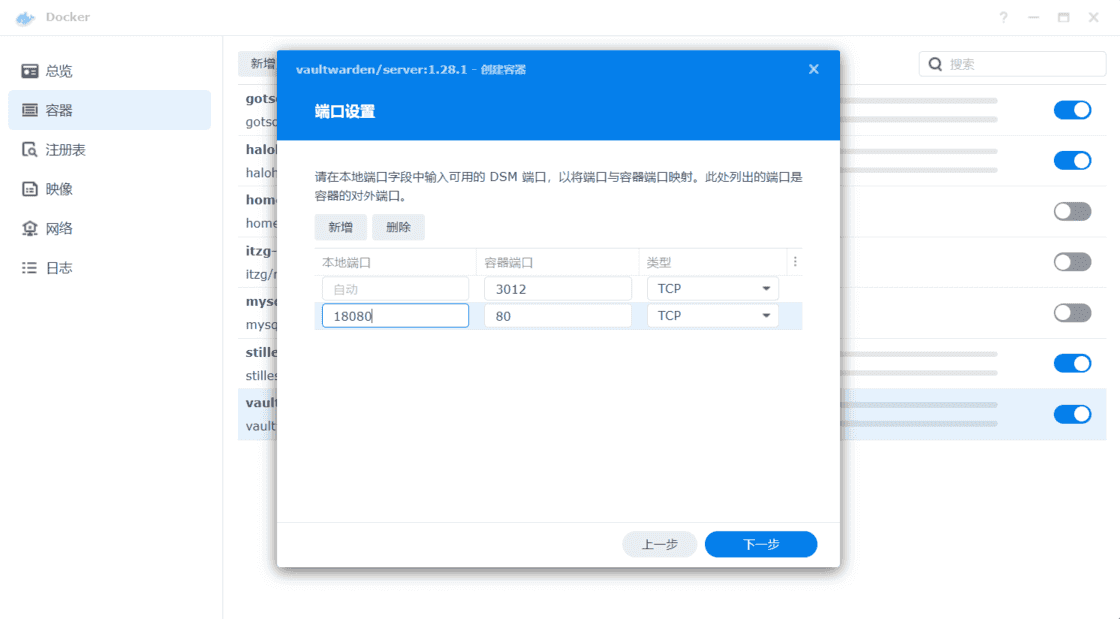 Docker
总览
容器
注册表
映像
网络
日志
新增
搜索
gots
gotsc
halo
haloh
hom
home
itzg-
itzg/r
mys
mysq
stille
stilles
vault
vault
vaultwarden/server:1.28.1 - 创建容器
端口设置
请在本地端口字段中输入可用的 DSM 端口，以将端口与容器端口映射。此处列出的端口是
容器的对外端口。
新增 删除
本地端口 容器端口 类型
自动 3012 TCP
18080 80 TCP
上一步 下一步